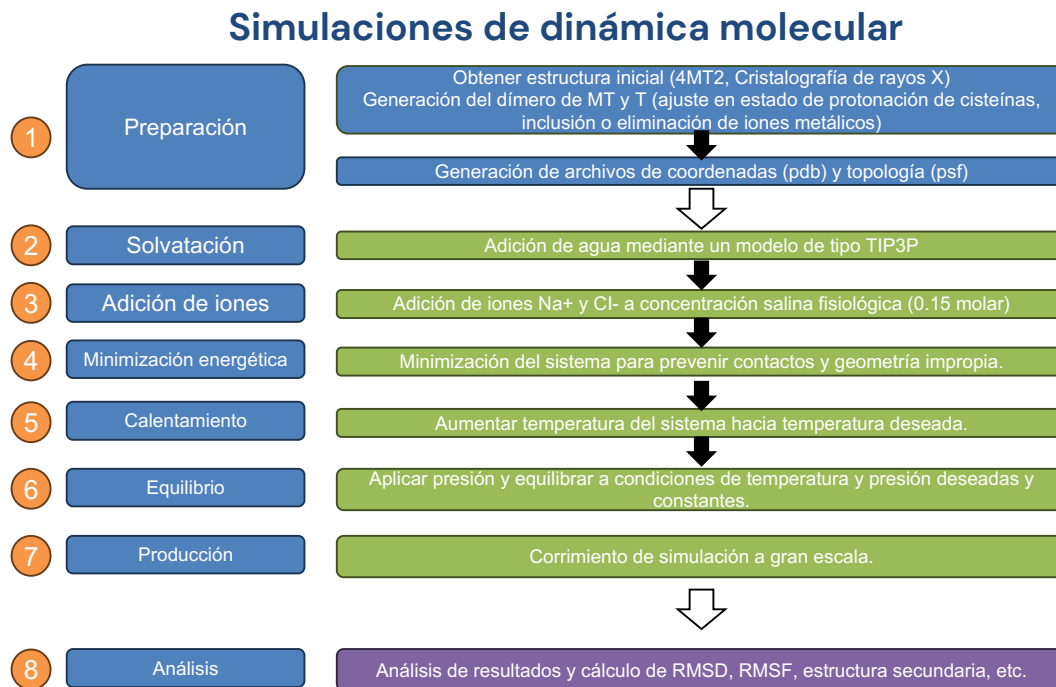 Simulaciones de dinámica molecular
1
Preparación
Obtener estructura inicial (4MT2, Cristalografía de rayos X)
Generación del dímero de MT y T (ajuste en estado de protonación de cisteínas,
inclusión o eliminación de iones metálicos)
Generación de archivos de coordenadas (pdb) y topología (psf)
2
Solvatación
Adición de agua mediante un modelo de tipo TIP3P
3
Adición de iones
Adición de iones Na+ y Cl- a concentración salina fisiológica (0.15 molar)
4
Minimización energética
Minimización del sistema para prevenir contactos y geometría impropia.
5
Calentamiento
Aumentar temperatura del sistema hacia temperatura deseada.
6
Equilibrio
Aplicar presión y equilibrar a condiciones de temperatura y presión deseadas y
constantes.
7
Producción
Corrimiento de simulación a gran escala.
8
Análisis
Análisis de resultados y cálculo de RMSD, RMSF, estructura secundaria, etc.